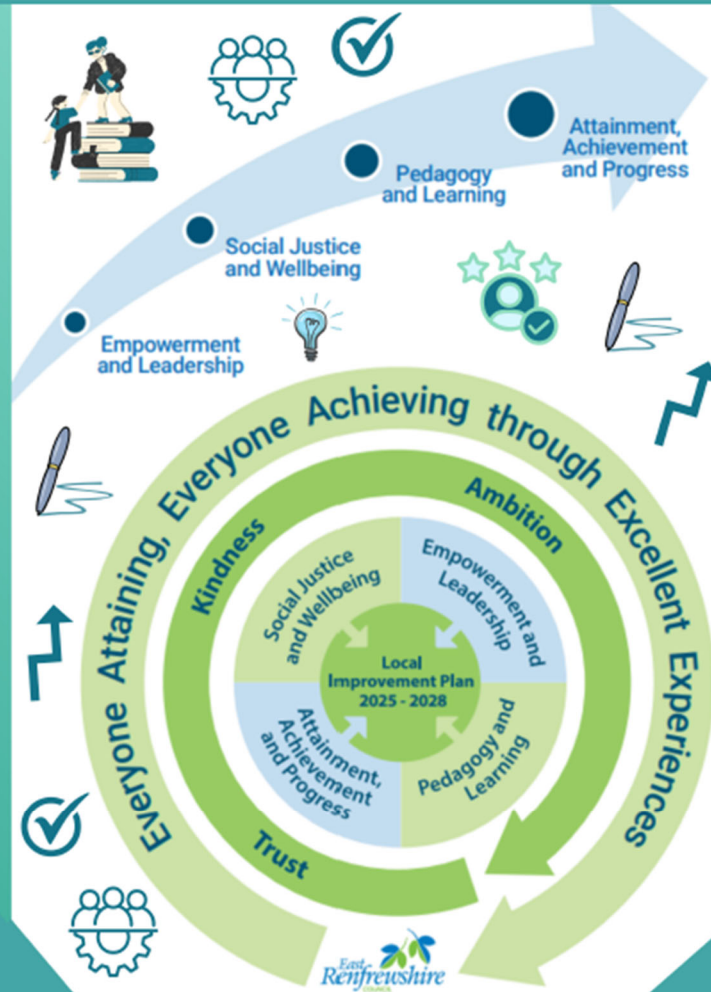 Attainment,
Achievement
and Progress
Pedagogy
and Learning
Social Justice
and Wellbeing
Empowerment
and Leadership
Everyone Attaining, Everyone Achieving through Excellent Experiences
Kindness
Ambition
Trust
Social Justice
and Wellbeing
Empowerment and
Leadership
Local
Improvement Plan
2025 - 2028
Attainment,
Achievement
and Progress
Pedagogy and
Learning
East
Renfrewshire
COUNCIL